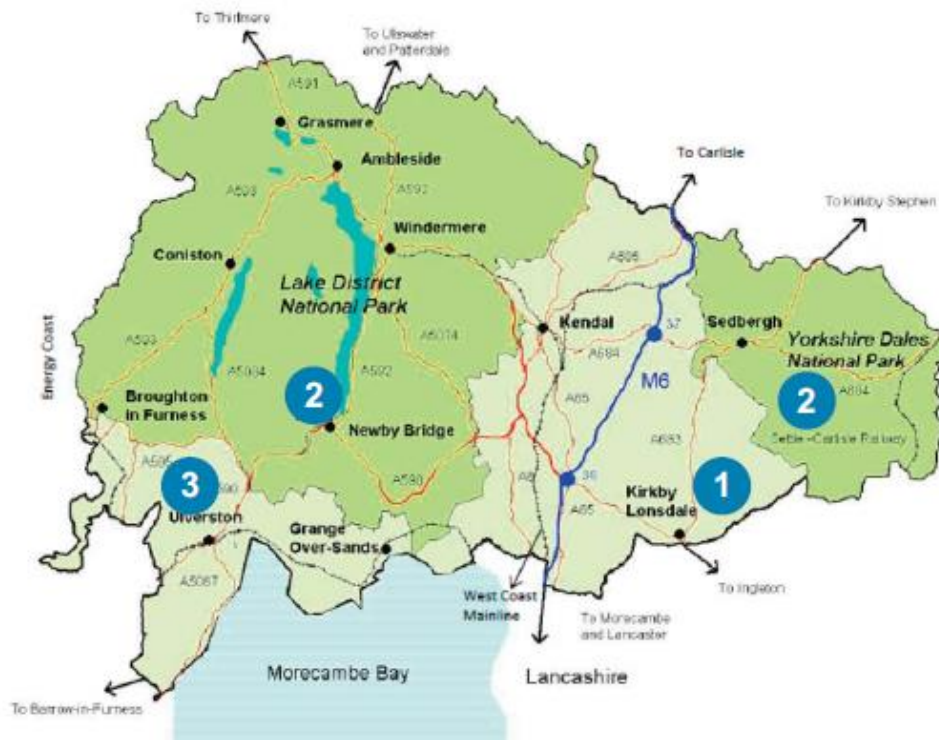 To Thirlmere
To Ullswater
and Patterdale
A591
Grasmere
Ambleside
To Carlisle
A593
A592
To Kirkby Stephen
Windermere
Coniston
Lake District
National Park
Kendal
37
Sedbergh
Yorkshire Dales
National Park
Energy Coast
A593
A5074
A684
M6
A5084
A592
2
2
A684
Broughton
in Furness
Newby Bridge
A65
A683
Settle-Carlisle Railway
A595
3
A590
A590
36
1
Ulverston
Grange
Over-Sands
A65
Kirkby
Lonsdale
A5087
West Coast
Mainline
To Ingleton
To Morecambe
and Lancaster
Morecambe Bay
Lancashire
To Barrow-in-Furness